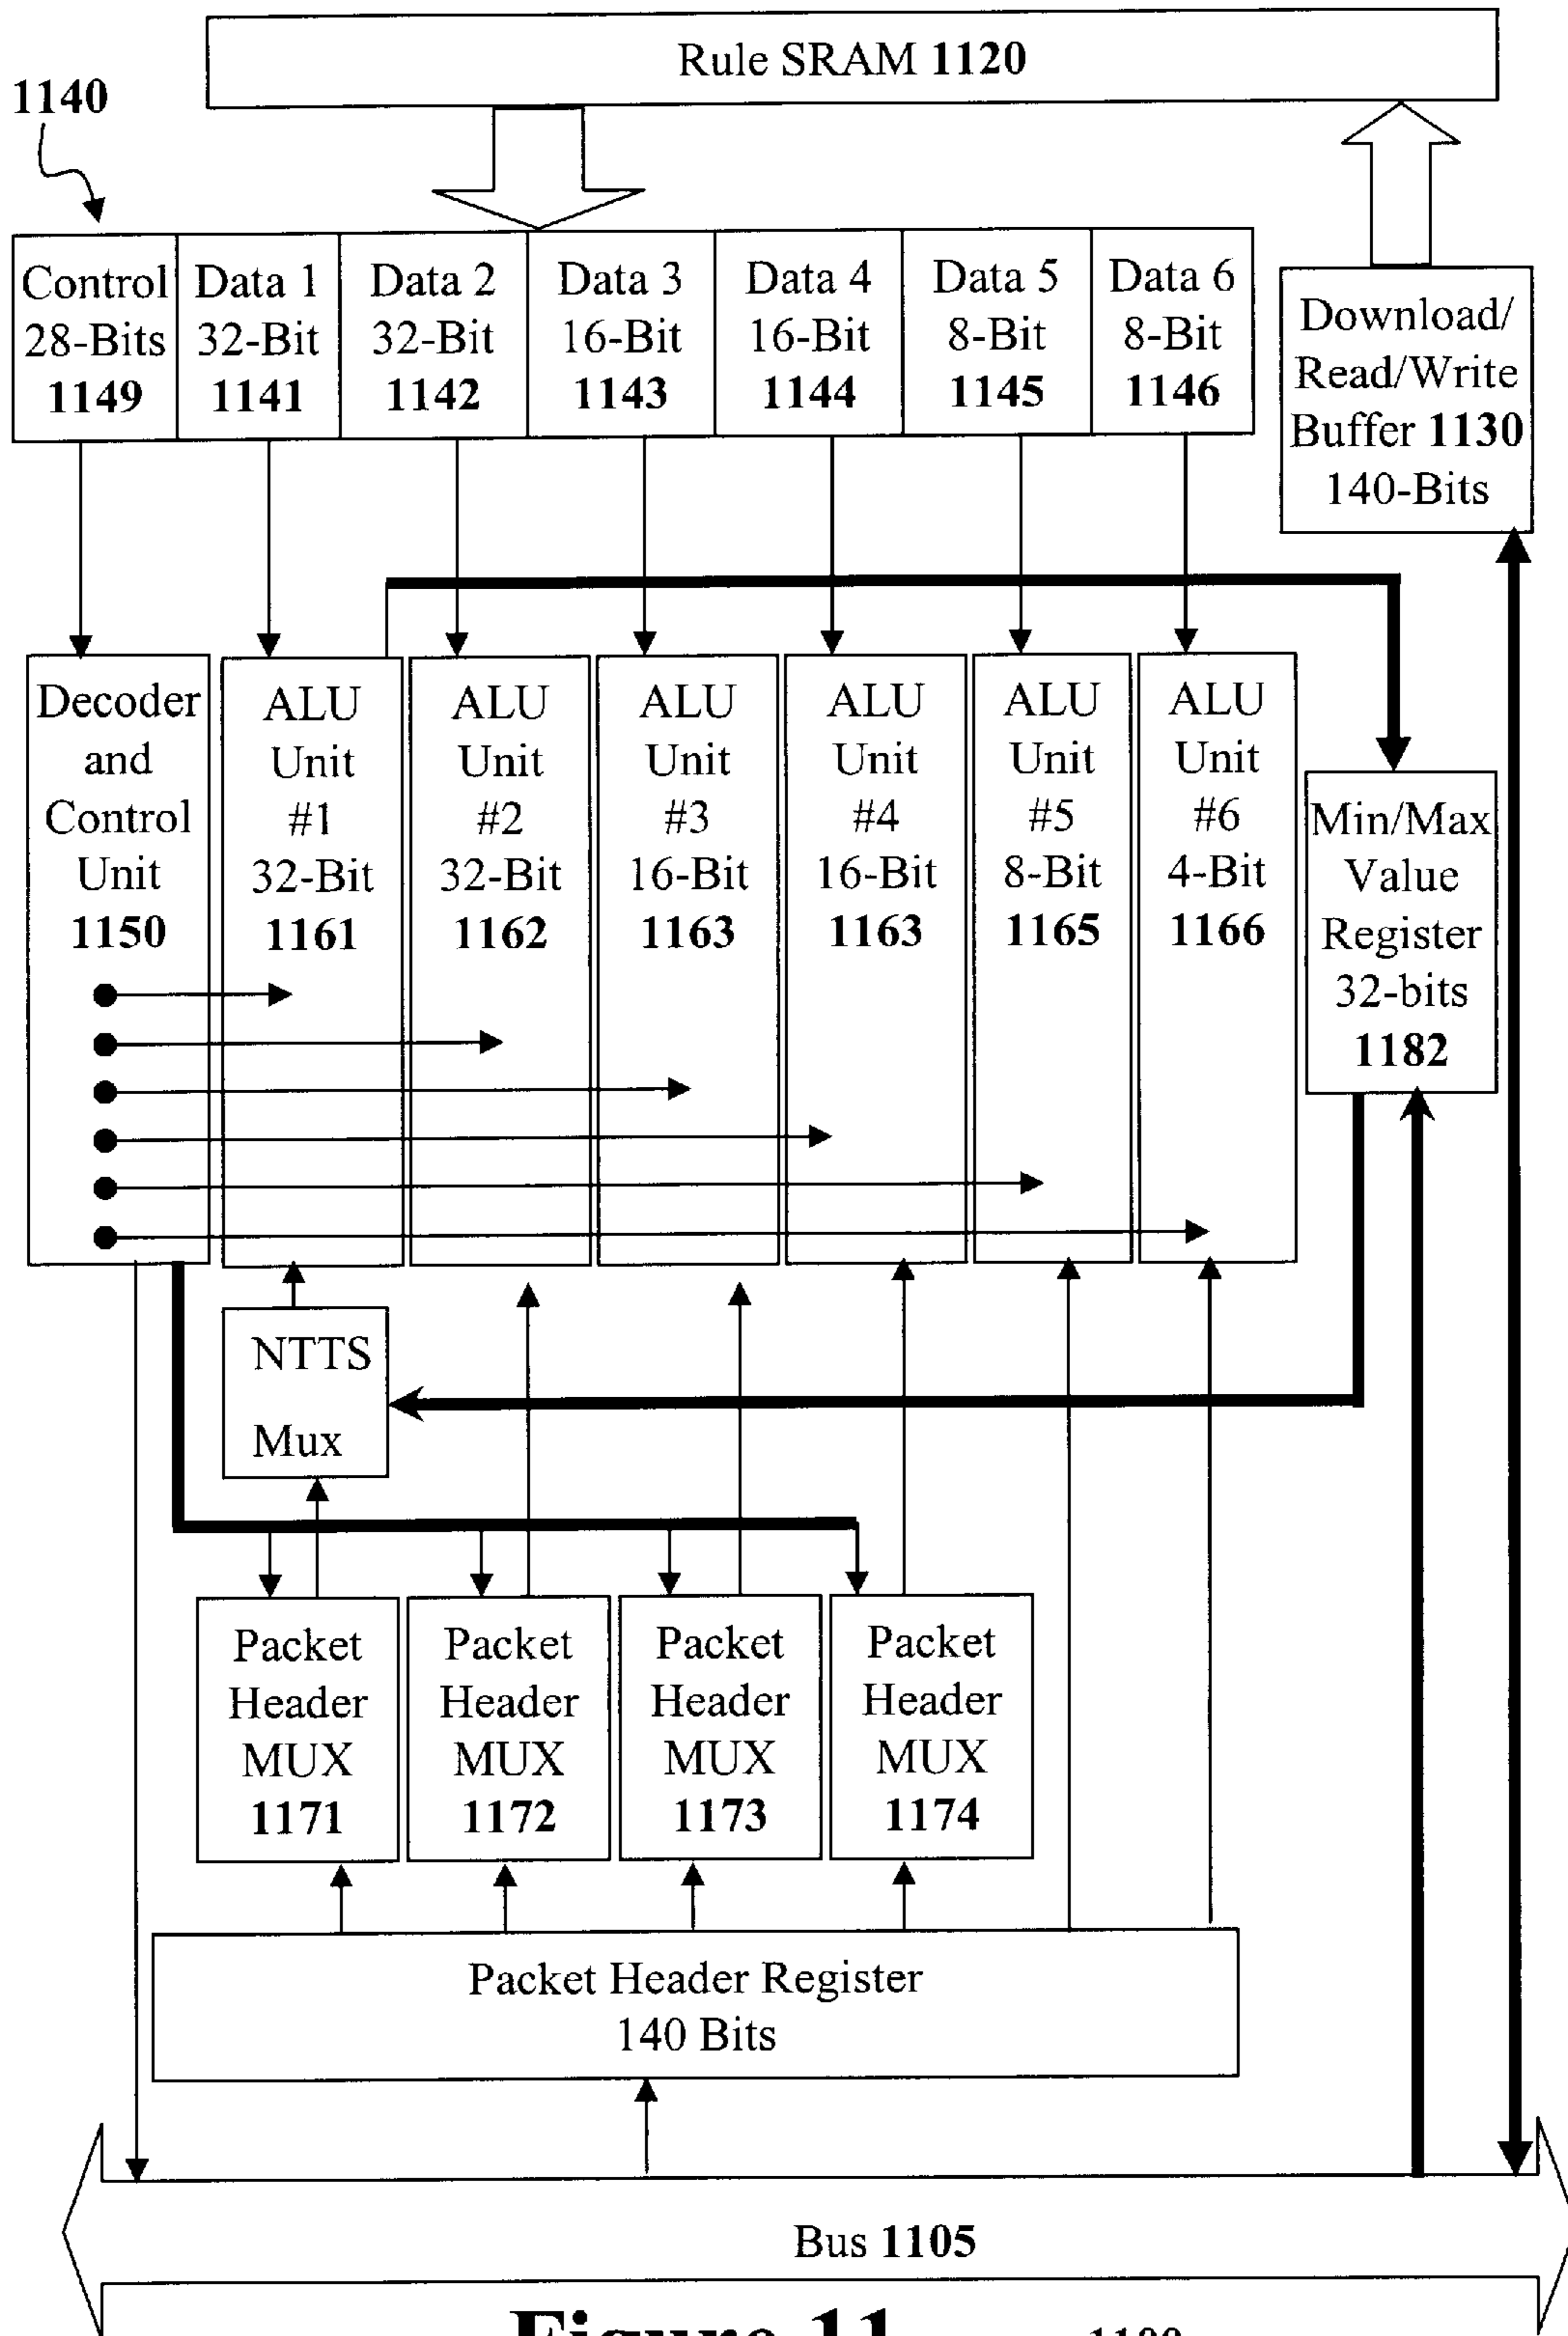 Rule SRAM 1120
1140
Control
28-Bits
1149
Data 1
32-Bit
1141
Data 2
32-Bit
1142
Data 3
16-Bit
1143
Data 4
16-Bit
1144
Data 5
8-Bit
1145
Data 6
8-Bit
1146
Download/
Read/Write
Buffer 1130
140-Bits
Decoder
and
Control
Unit
1150
ALU
Unit
#1
32-Bit
1161
ALU
Unit
#2
32-Bit
1162
ALU
Unit
#3
16-Bit
1163
ALU
Unit
#4
16-Bit
1163
ALU
Unit
#5
8-Bit
1165
ALU
Unit
#6
4-Bit
1166
Min/Max
Value
Register
32-bits
1182
NTTS
Mux
Packet
Header
MUX
1171
Packet
Header
MUX
1172
Packet
Header
MUX
1173
Packet
Header
MUX
1174
Packet Header Register
140 Bits
Bus 1105
Figure 11
1100